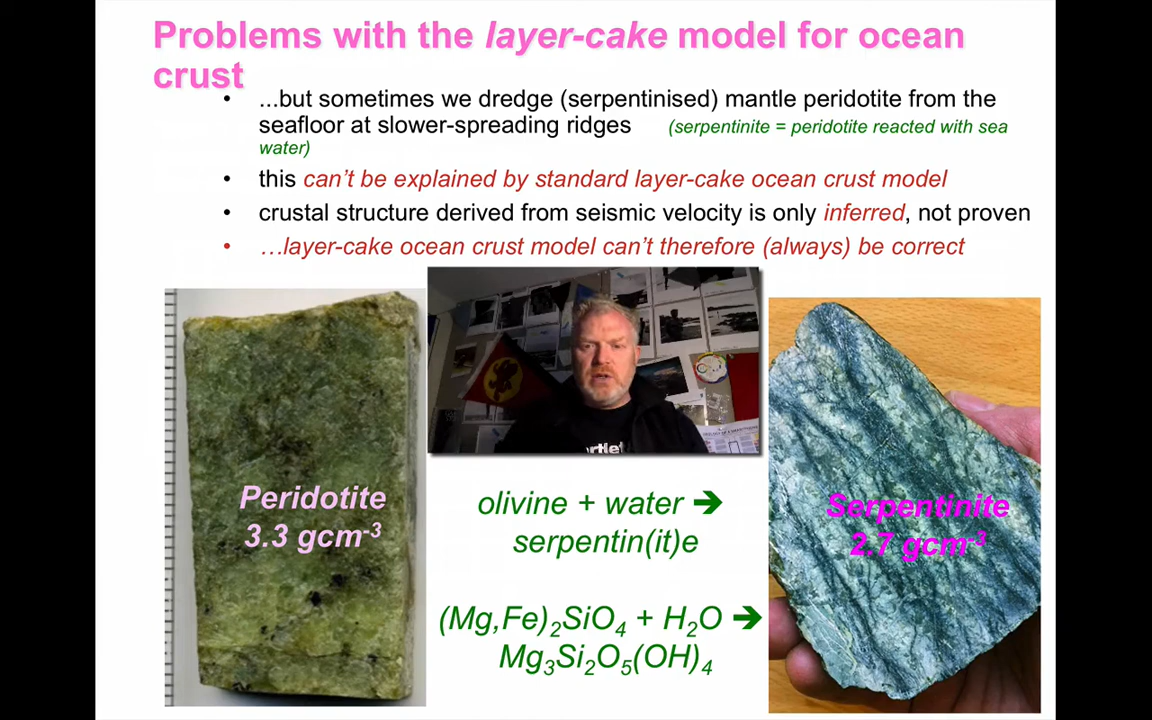 Problems with the layer-cake model for ocean
crust
• ...but sometimes we dredge (serpentinised) mantle peridotite from the
seafloor at slower-spreading ridges (serpentinite = peridotite reacted with sea
water)
• this can't be explained by standard layer-cake ocean crust model
• crustal structure derived from seismic velocity is only inferred, not proven
• …layer-cake ocean crust model can't therefore (always) be correct
Peridotite
3.3 gcm⁻³
olivine + water ➔
serpentin(it)e
(Mg,Fe)₂SiO₄ + H₂O ➔
Mg₃Si₂O₅(OH)₄
Serpentinite
2.7 gcm⁻³